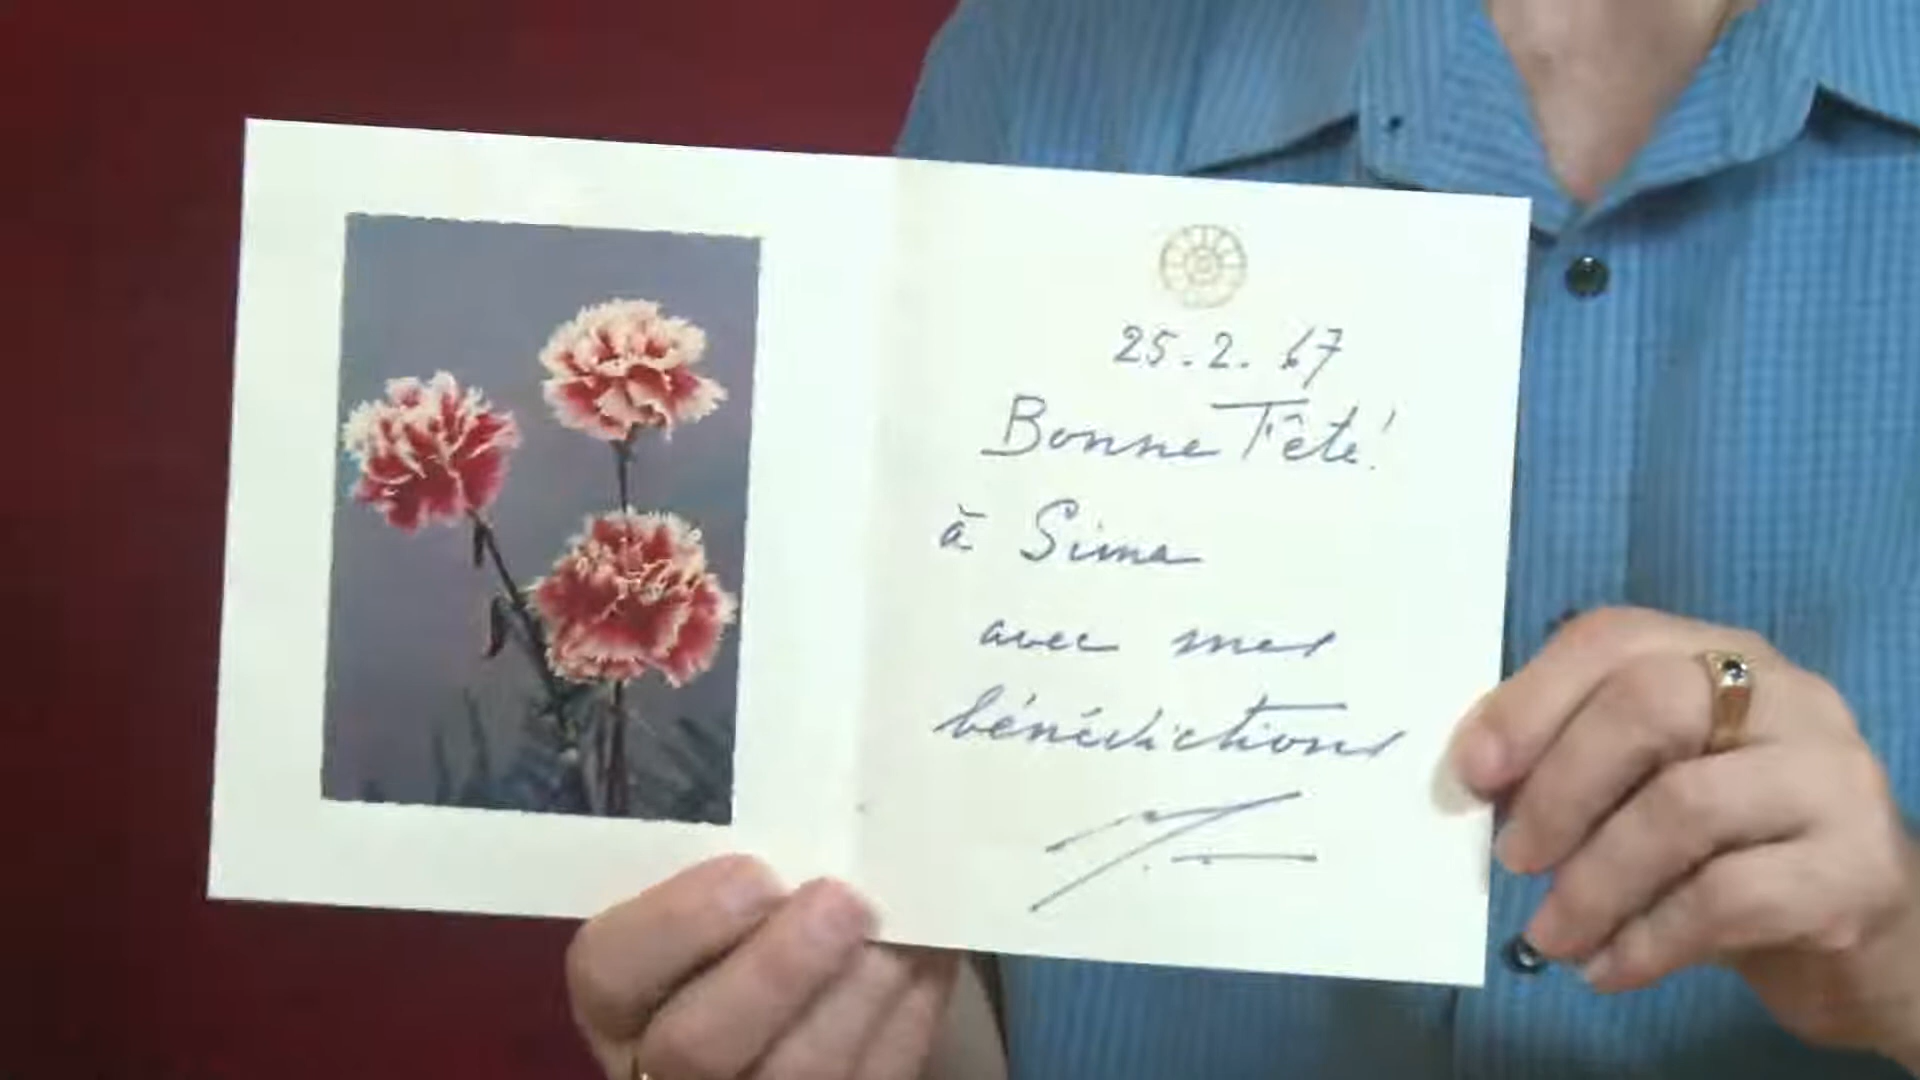 25.2.67
Bonne Fête!
à Sima
avec mes
bénédictions